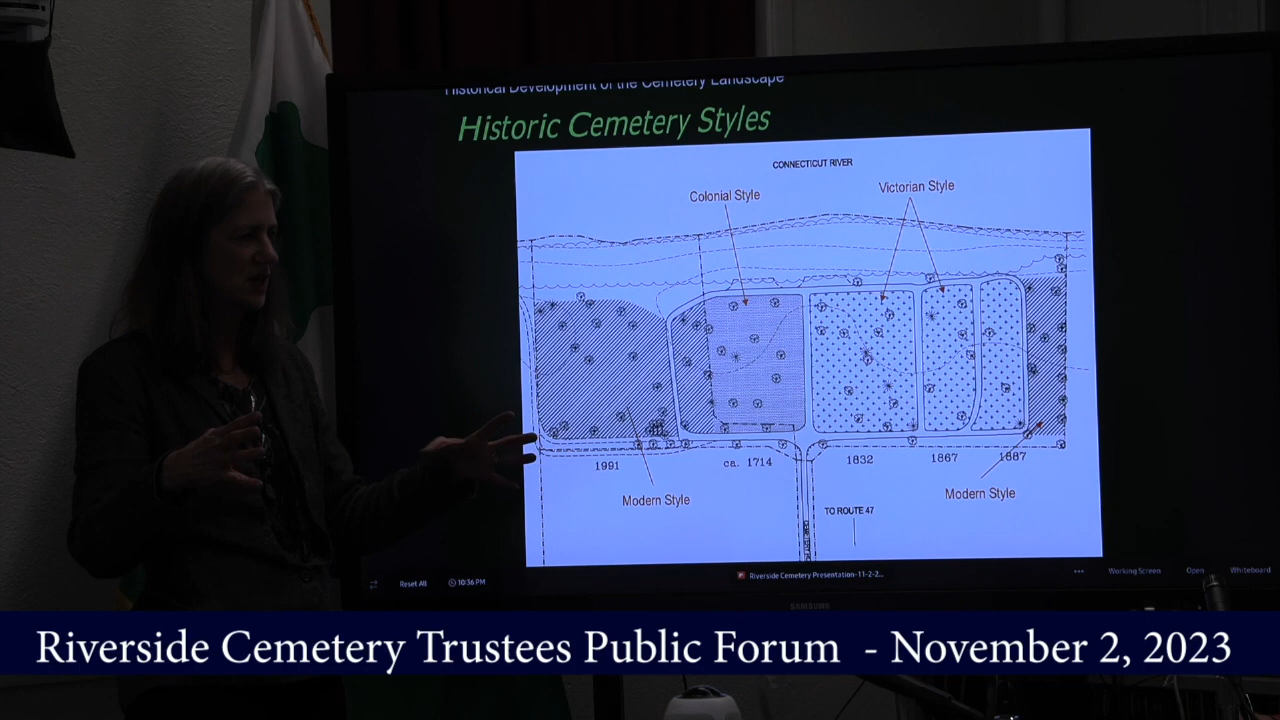 Historical Development of the Cemetery Landscape
Historic Cemetery Styles
CONNECTICUT RIVER
Colonial Style
Victorian Style
1991
ca. 1714
1832
1867
1887
Modern Style
Modern Style
TO ROUTE 47
Reset All
10:36 PM
Riverside Cemetery Presentation-11-2-2...
Working Screen
Open
Whiteboard
SAMSUNG
Riverside Cemetery Trustees Public Forum - November 2, 2023